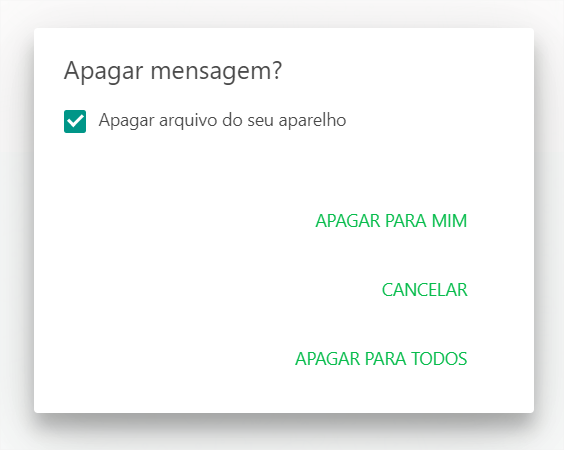 Apagar mensagem?
Apagar arquivo do seu aparelho
APAGAR PARA MIM
CANCELAR
APAGAR PARA TODOS